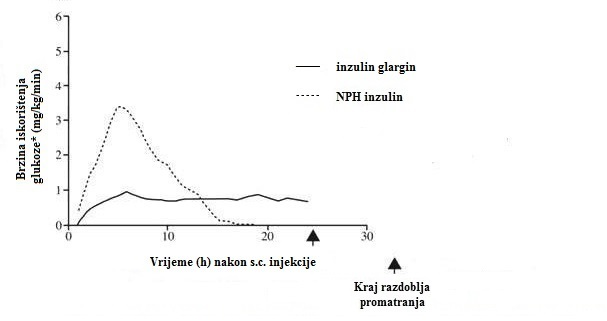 Brzina iskorištenja
glukoze* (mg/kg/min)
6
5
4
3
2
1
0
0
10
20
30
inzulin glargin
NPH inzulin
Vrijeme (h) nakon s.c. injekcije
Kraj razdoblja
promatranja